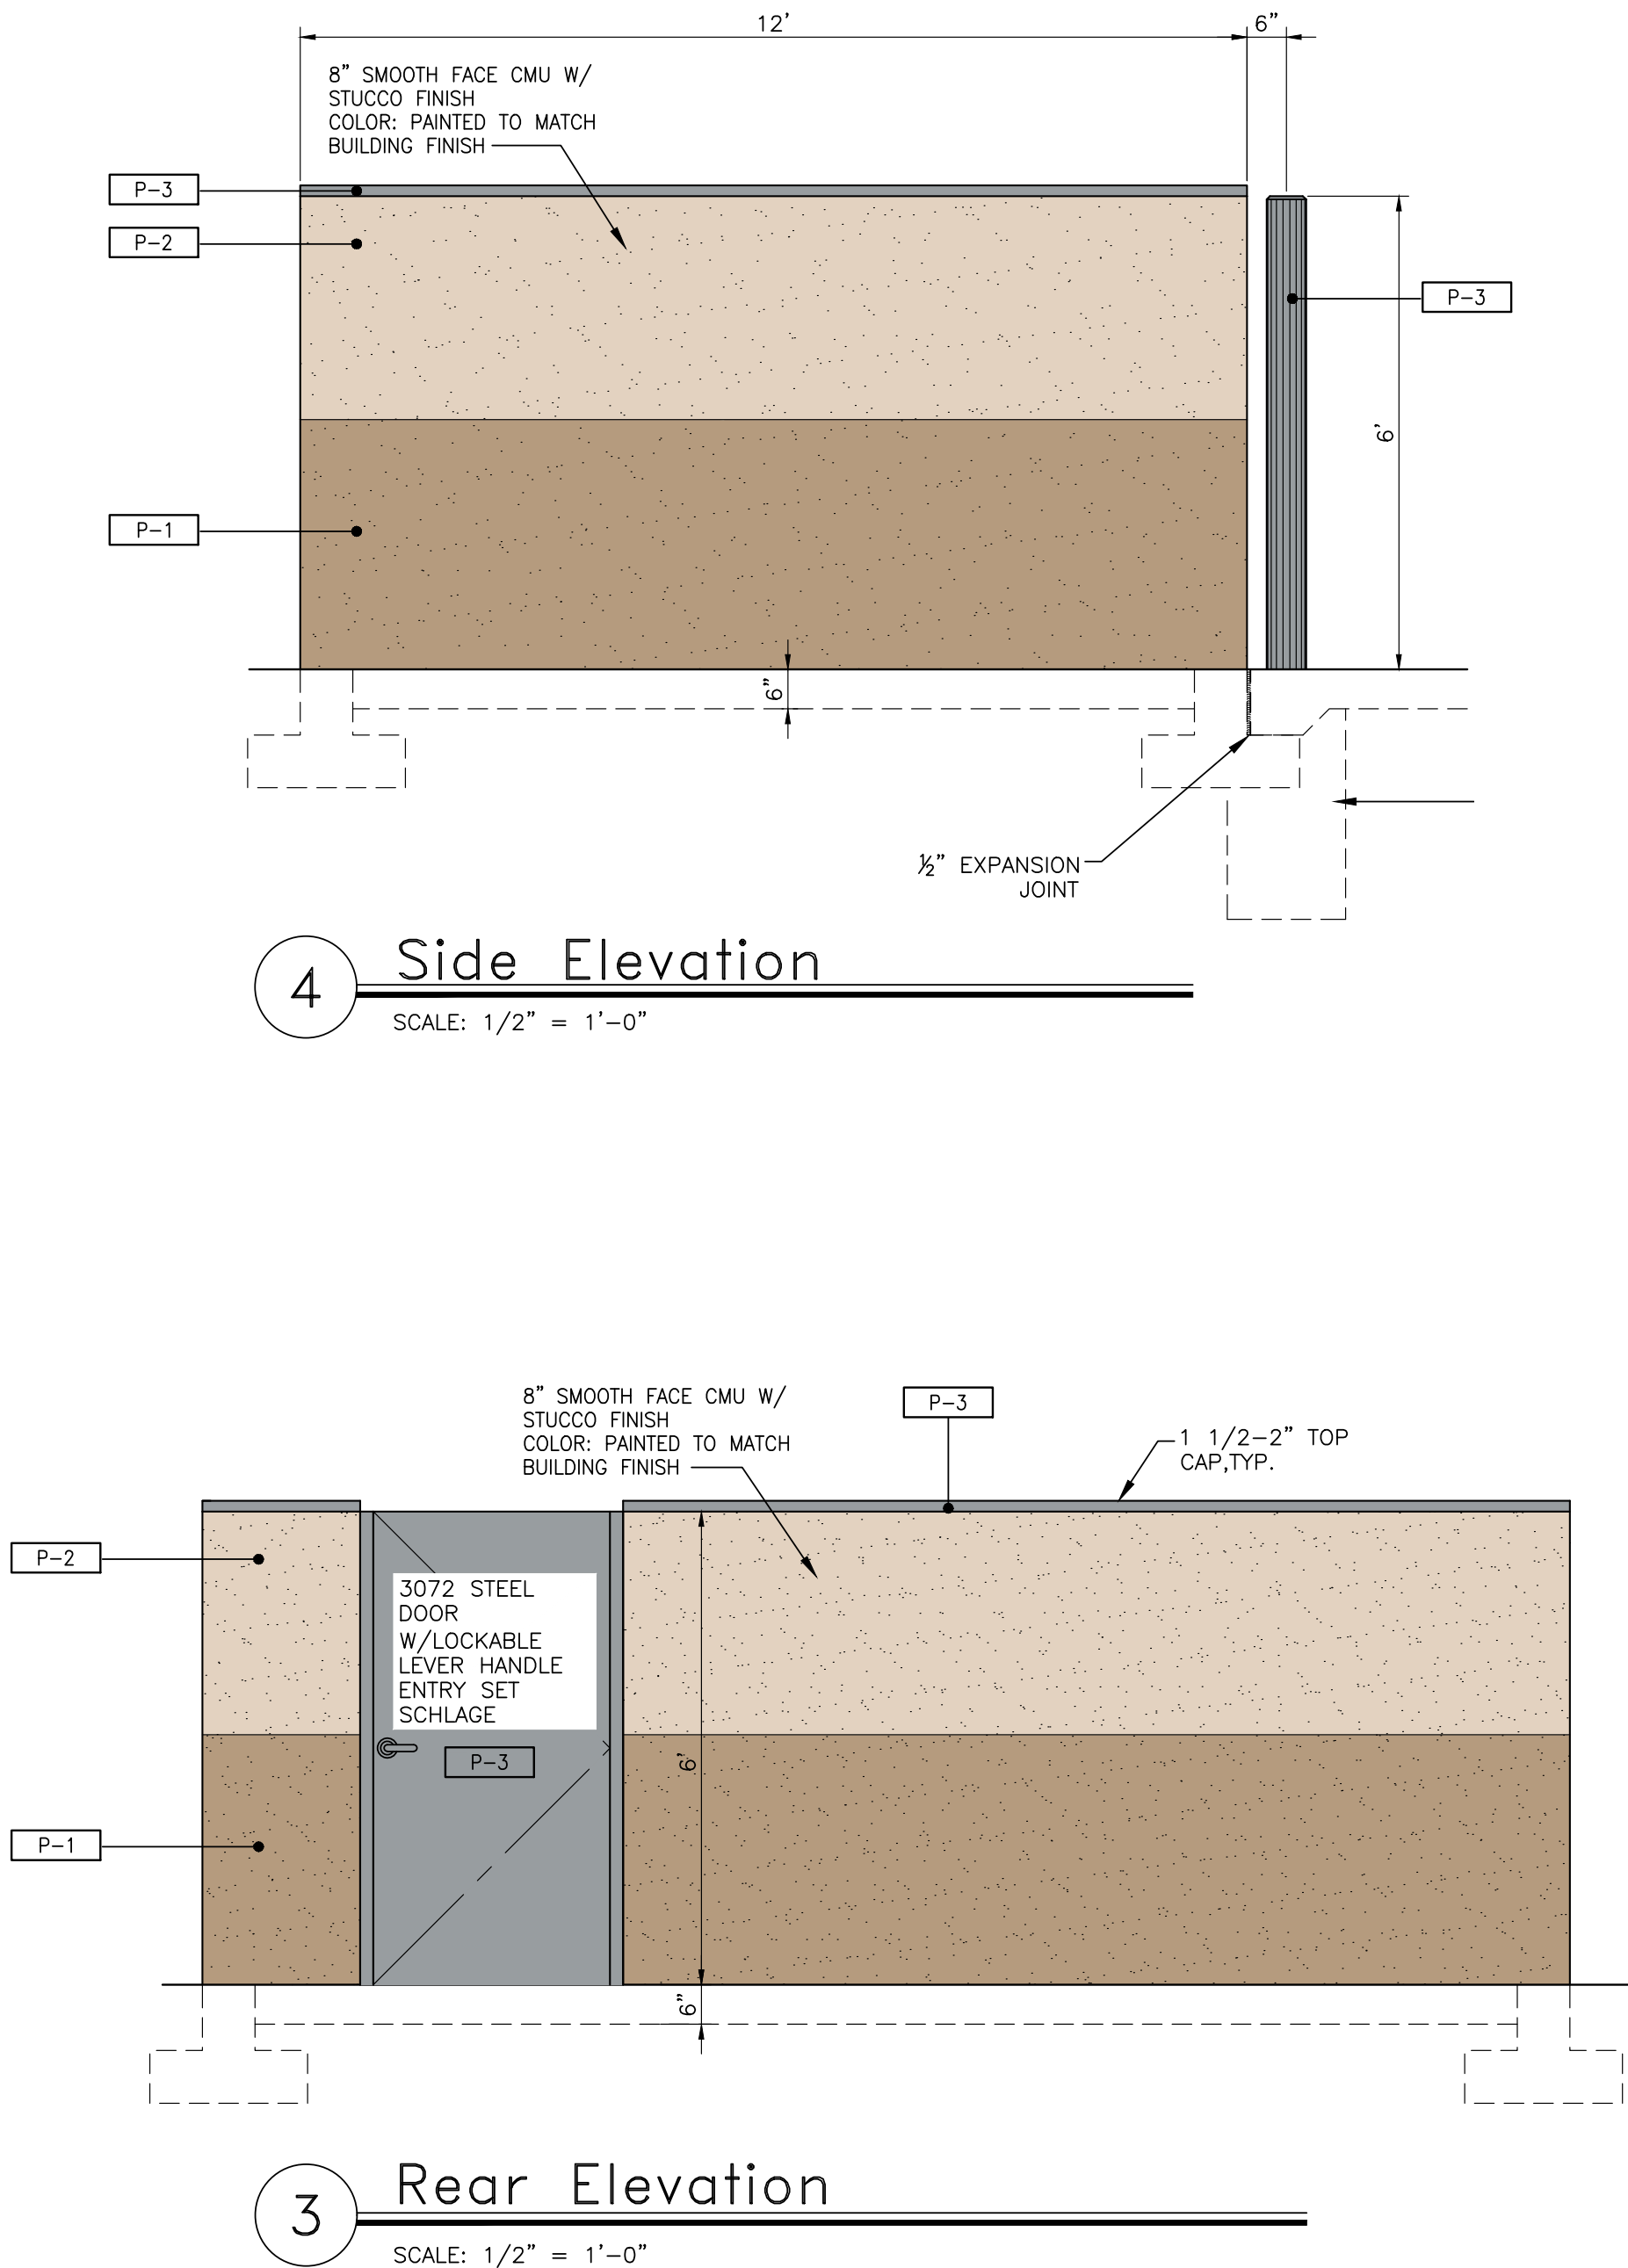 12'
6"
8" SMOOTH FACE CMU W/
STUCCO FINISH
COLOR: PAINTED TO MATCH
BUILDING FINISH
P-3
P-2
P-3
6'
P-1
6"
½" EXPANSION
JOINT
4
Side Elevation
SCALE: 1/2" = 1'-0"
8" SMOOTH FACE CMU W/
STUCCO FINISH
COLOR: PAINTED TO MATCH
BUILDING FINISH
P-3
1 1/2-2" TOP
CAP,TYP.
P-2
3072 STEEL
DOOR
W/LOCKABLE
LEVER HANDLE
ENTRY SET
SCHLAGE
P-3
6'
P-1
6"
3
Rear Elevation
SCALE: 1/2" = 1'-0"